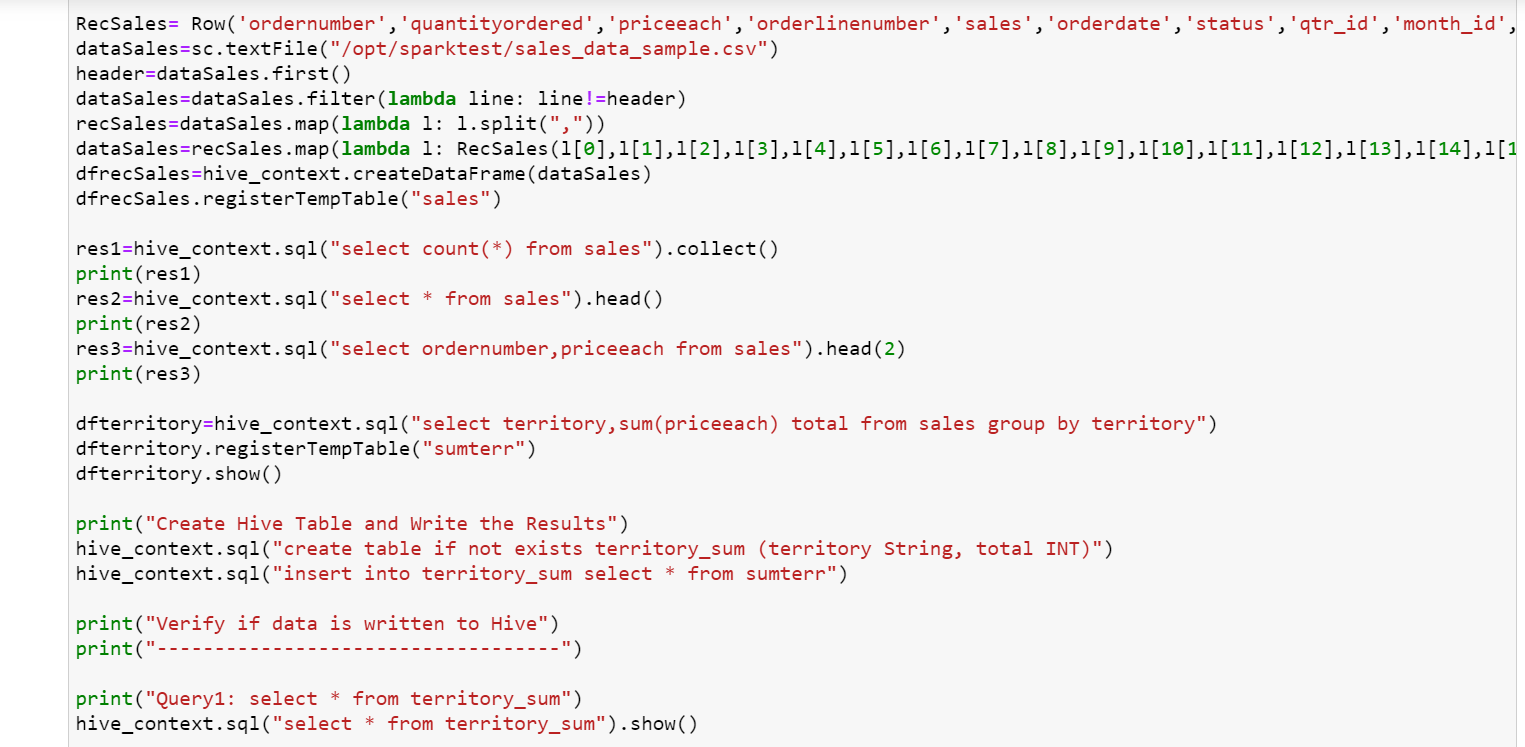 RecSales= Row('ordernumber','quantityordered','priceeach','orderlinenumber','sales','orderdate','status','qtr_id','month_id',
dataSales=sc.textFile("/opt/sparktest/sales_data_sample.csv")
header=dataSales.first()
dataSales=dataSales.filter(lambda line: line!=header)
recSales=dataSales.map(lambda l: l.split(","))
dataSales=recSales.map(lambda l: RecSales(l[0],l[1],l[2],l[3],l[4],l[5],l[6],l[7],l[8],l[9],l[10],l[11],l[12],l[13],l[14],l[1
dfrecSales=hive_context.createDataFrame(dataSales)
dfrecSales.registerTempTable("sales")
res1=hive_context.sql("select count(*) from sales").collect()
print(res1)
res2=hive_context.sql("select * from sales").head()
print(res2)
res3=hive_context.sql("select ordernumber,priceeach from sales").head(2)
print(res3)
dfterritory=hive_context.sql("select territory,sum(priceeach) total from sales group by territory")
dfterritory.registerTempTable("sumterr")
dfterritory.show()
print("Create Hive Table and Write the Results")
hive_context.sql("create table if not exists territory_sum (territory String, total INT)")
hive_context.sql("insert into territory_sum select * from sumterr")
print("Verify if data is written to Hive")
print("-----------------------------------")
print("Query1: select * from territory_sum")
hive_context.sql("select * from territory_sum").show()